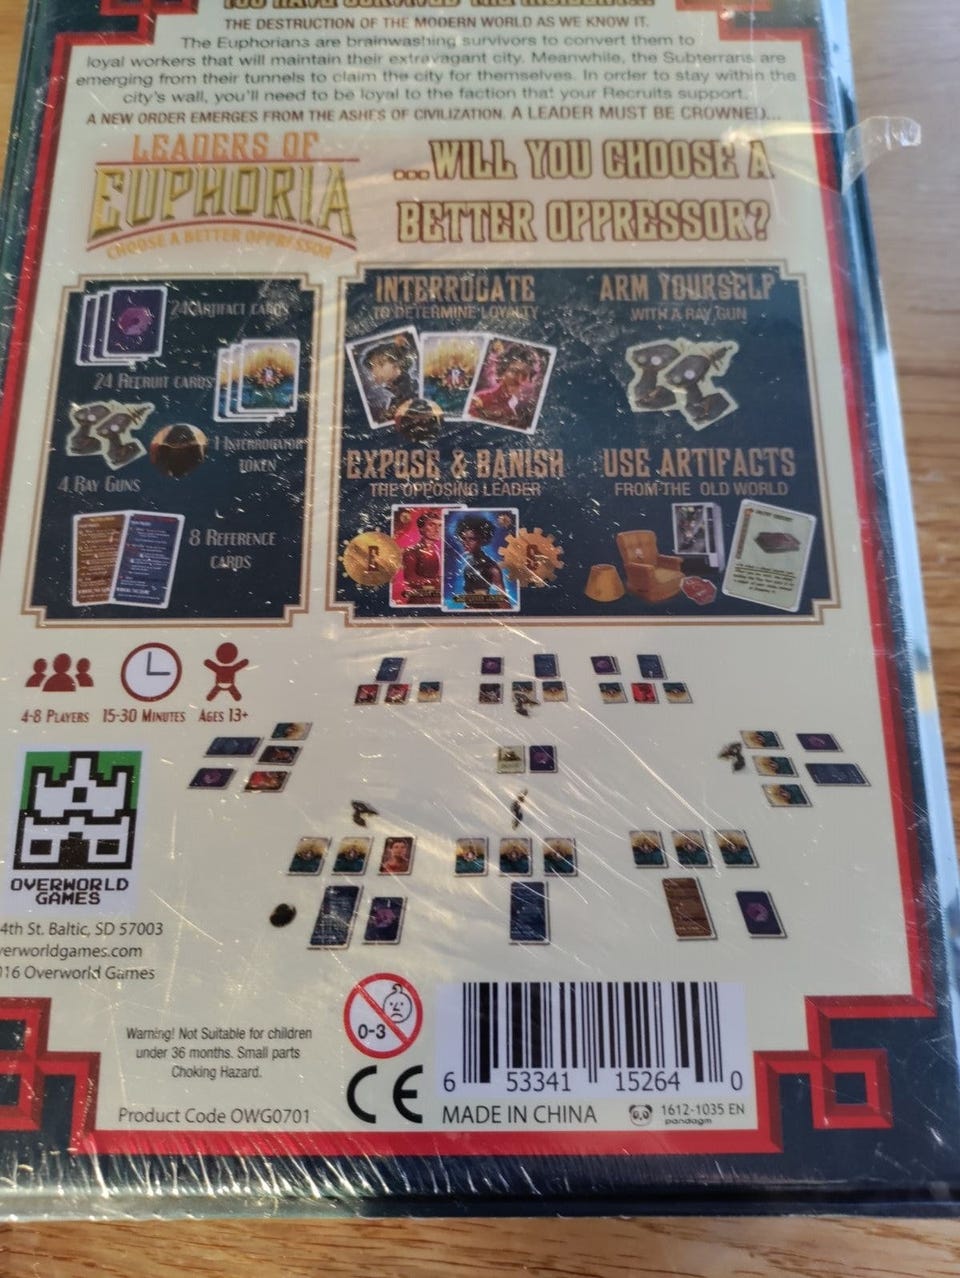 YOU HAVE SURVIVED THE INCIDENT...
THE DESTRUCTION OF THE MODERN WORLD AS WE KNOW IT.
The Euphorians are brainwashing survivors to convert them to
loyal workers that will maintain their extravagant city. Meanwhile, the Subterrans are
emerging from their tunnels to claim the city for themselves. In order to stay within the
city's wall, you'll need to be loyal to the faction that your Recruits support.
A NEW ORDER EMERGES FROM THE ASHES OF CIVILIZATION. A LEADER MUST BE CROWNED...
LEADERS OF
EUPHORIA
CHOOSE A BETTER OPPRESSOR
...WILL YOU CHOOSE A
BETTER OPPRESSOR?
24 ARTIFACT CARDS
24 RECRUIT CARDS
1 INTERROGATOR
TOKEN
4 RAY GUNS
8 REFERENCE
CARDS
INTERROGATE
TO DETERMINE LOYALTY
ARM YOURSELF
WITH A RAY GUN
EXPOSE & BANISH
THE OPPOSING LEADER
E
S
USE ARTIFACTS
FROM THE OLD WORLD
4-8 PLAYERS
15-30 MINUTES
AGES 13+
OVERWORLD
GAMES
4th St. Baltic, SD 57003
verworldgames.com
16 Overworld Games
Warning! Not Suitable for children
under 36 months. Small parts
Choking Hazard.
Product Code OWG0701
0-3
CE
6 53341 15264 0
MADE IN CHINA
1612-1035 EN
pandagm